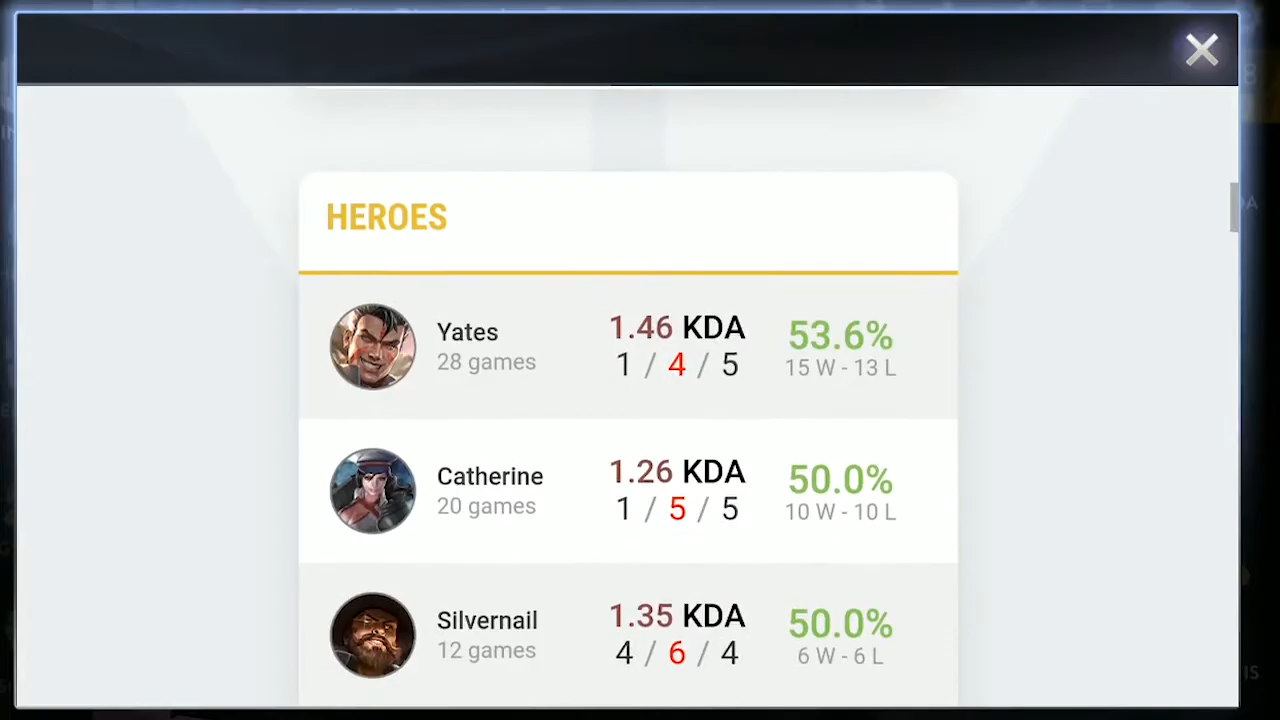 HEROES
Yates
28 games
1.46 KDA
1 / 4 / 5
53.6%
15 W - 13 L
Catherine
20 games
1.26 KDA
1 / 5 / 5
50.0%
10 W - 10 L
Silvernail
12 games
1.35 KDA
4 / 6 / 4
50.0%
6 W - 6 L